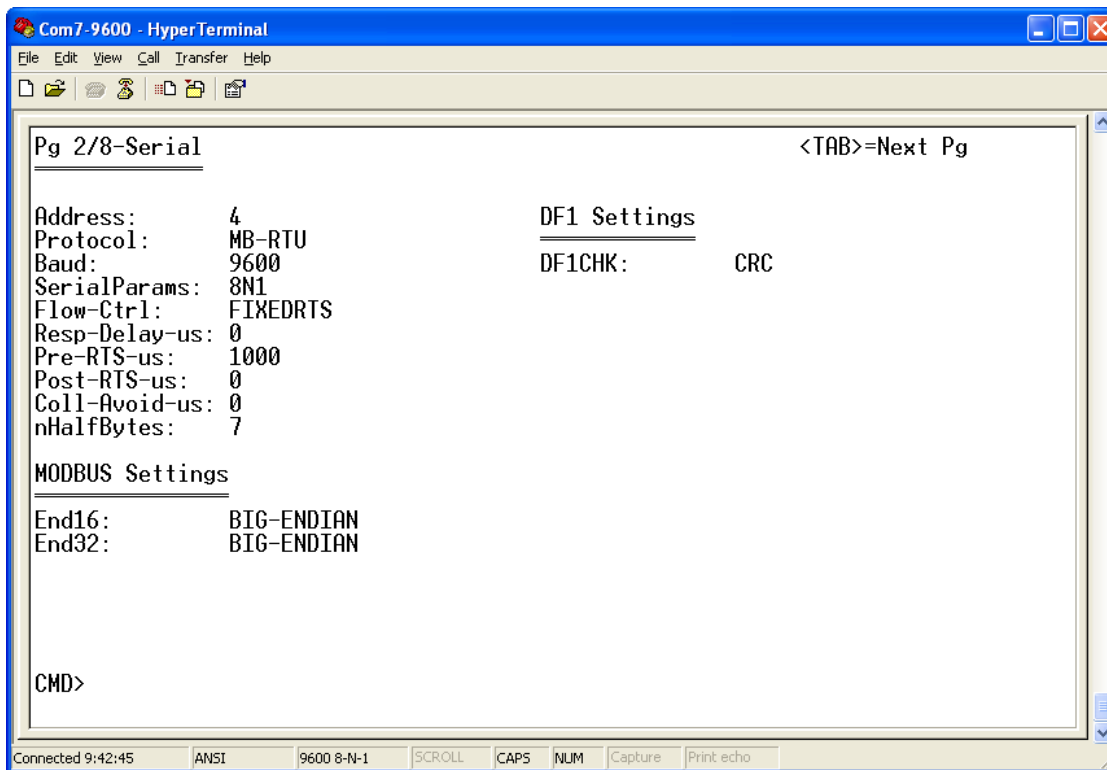 Com7-9600 - HyperTerminal
File Edit View Call Transfer Help
Pg 2/8-Serial <TAB>=Next Pg
Address: 4
Protocol: MB-RTU
Baud: 9600
SerialParams: 8N1
Flow-Ctrl: FIXEDRTS
Resp-Delay-us: 0
Pre-RTS-us: 1000
Post-RTS-us: 0
Coll-Avoid-us: 0
nHalfBytes: 7
DF1 Settings
DF1CHK: CRC
MODBUS Settings
End16: BIG-ENDIAN
End32: BIG-ENDIAN
CMD>
Connected 9:42:45 ANSI 9600 8-N-1 SCROLL CAPS NUM Capture Print echo